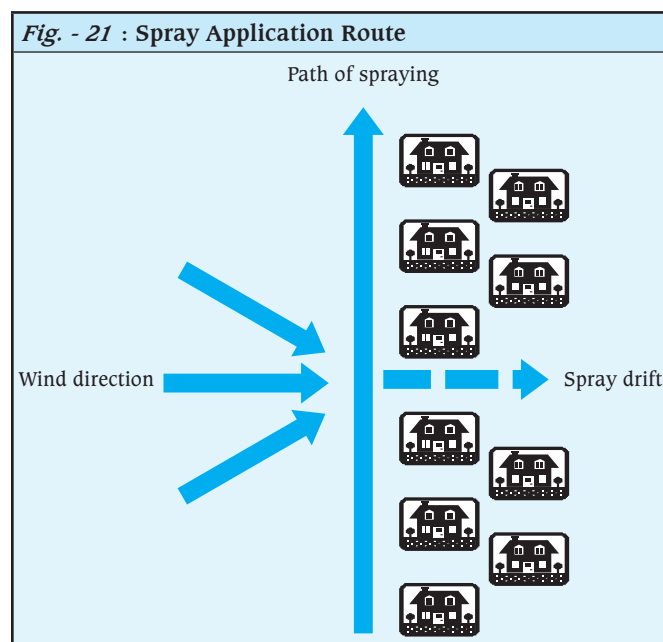 Fig. - 21 : Spray Application Route
Path of spraying
Wind direction
Spray drift